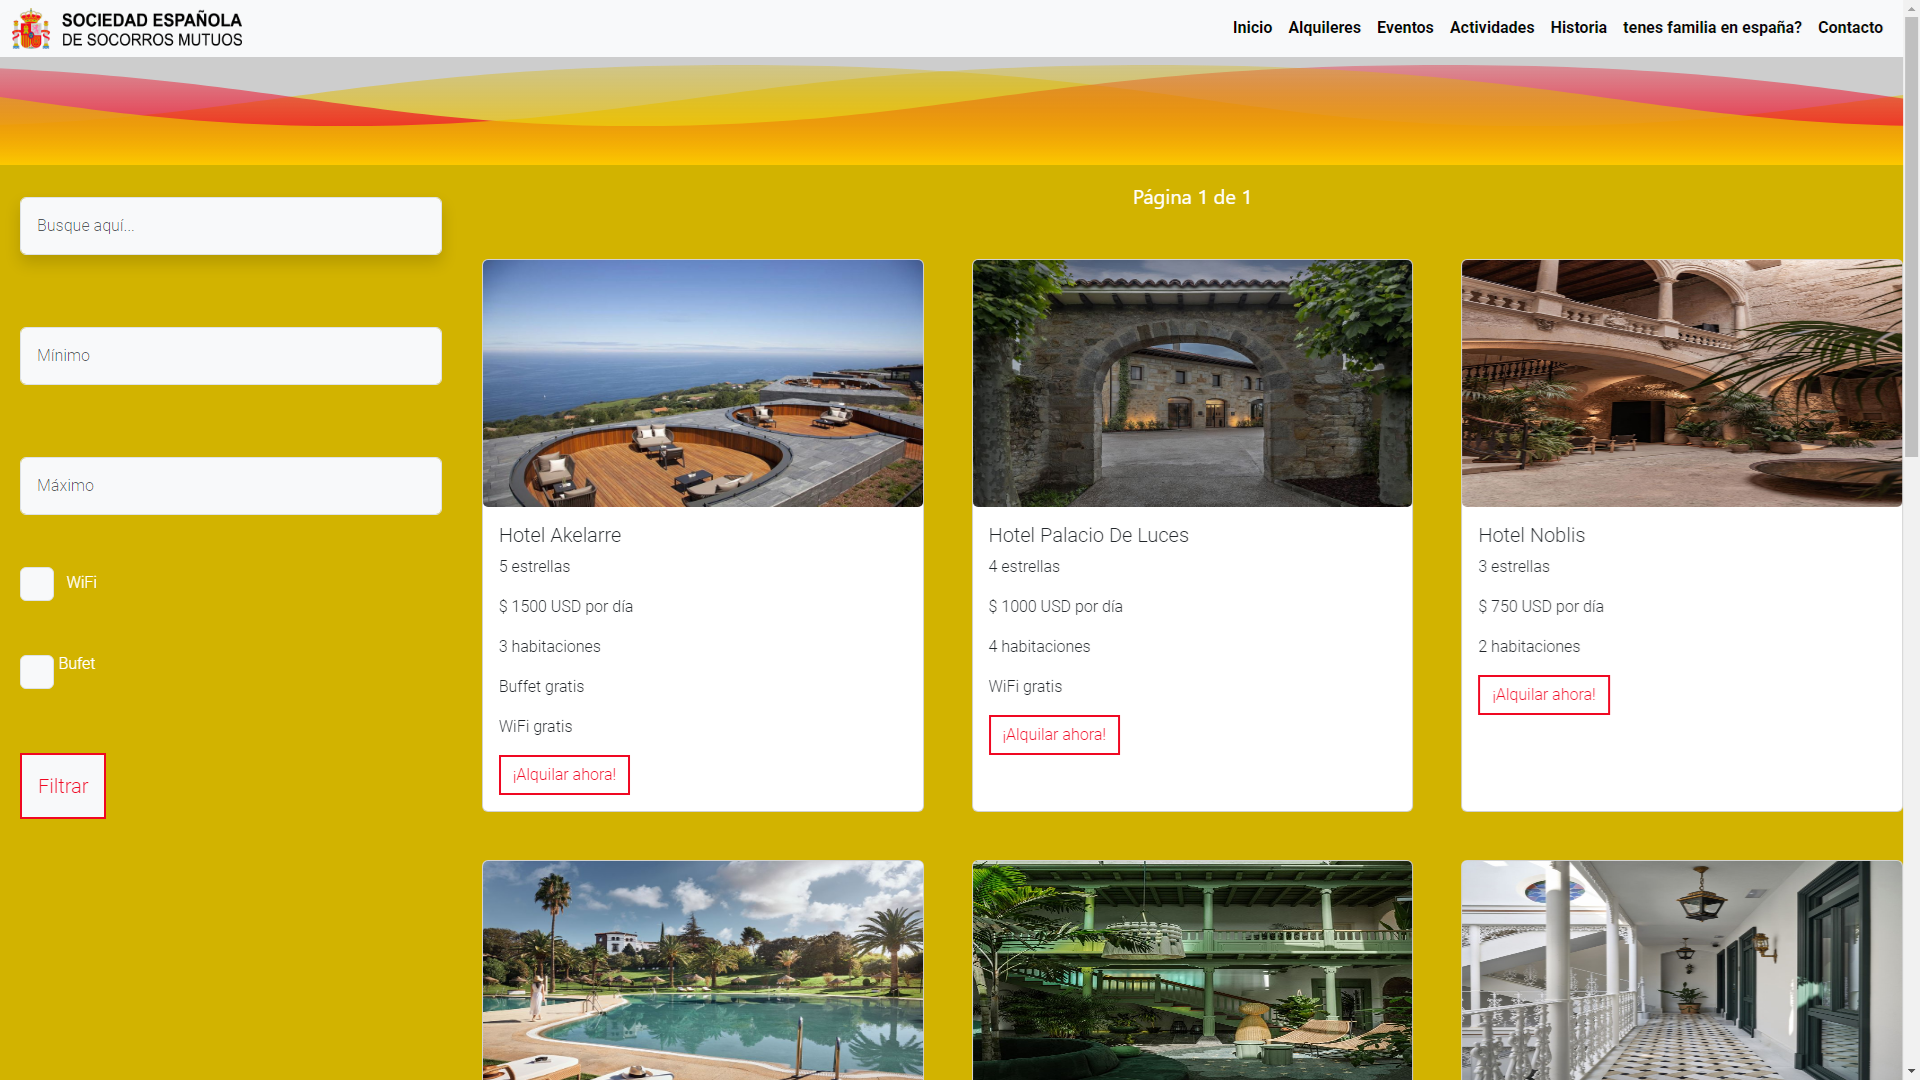 SOCIEDAD ESPAÑOLA
DE SOCORROS MUTUOS
Inicio Alquileres Eventos Actividades Historia tenes familia en españa? Contacto
Página 1 de 1
Busque aquí...
Mínimo
Máximo
WiFi
Bufet
Filtrar
Hotel Akelarre
5 estrellas
$ 1500 USD por día
3 habitaciones
Buffet gratis
WiFi gratis
¡Alquilar ahora!
Hotel Palacio De Luces
4 estrellas
$ 1000 USD por día
4 habitaciones
WiFi gratis
¡Alquilar ahora!
Hotel Noblis
3 estrellas
$ 750 USD por día
2 habitaciones
¡Alquilar ahora!